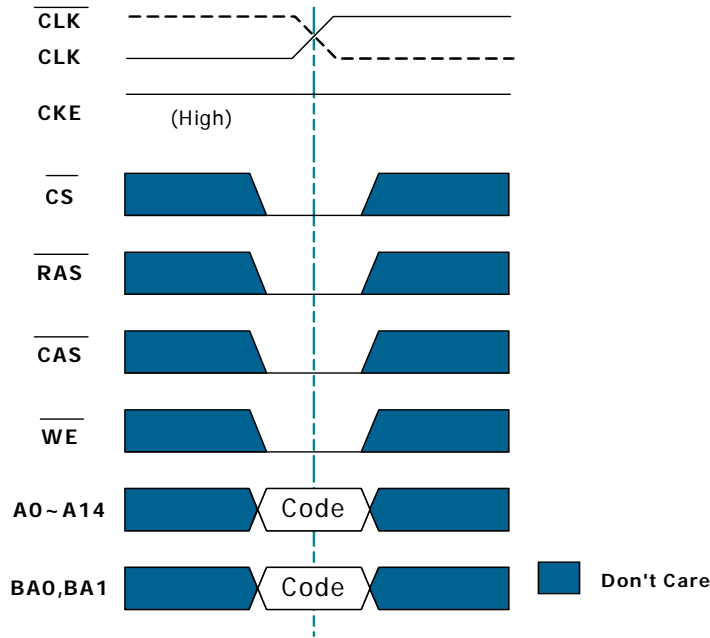 CLK
CLK
CKE
(High)
CS
RAS
CAS
WE
A0~A14
Code
BA0,BA1
Code
Don't Care